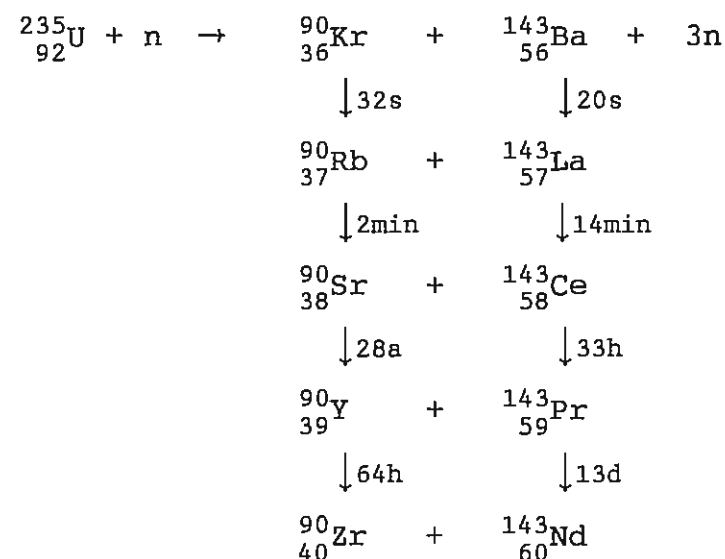 ²³⁵₉₂U + n → ⁹⁰₃₆Kr + ¹⁴³₅₆Ba + 3n
↓32s ↓20s
⁹⁰₃₇Rb + ¹⁴³₅₇La
↓2min ↓14min
⁹⁰₃₈Sr + ¹⁴³₅₈Ce
↓28a ↓33h
⁹⁰₃₉Y + ¹⁴³₅₉Pr
↓64h ↓13d
⁹⁰₄₀Zr + ¹⁴³₆₀Nd